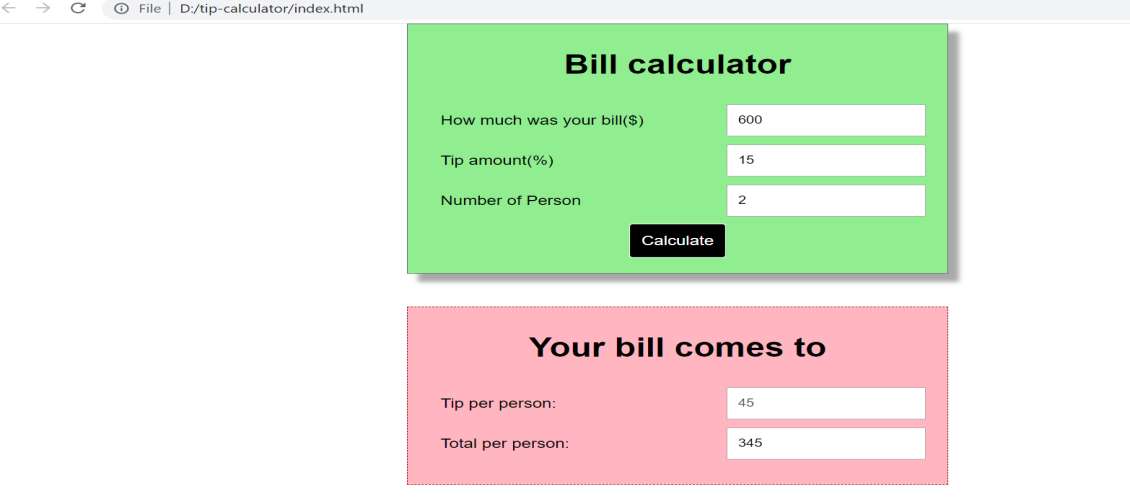 File | D:/tip-calculator/index.html
Bill calculator
How much was your bill($) 600
Tip amount(%) 15
Number of Person 2
Calculate
Your bill comes to
Tip per person: 45
Total per person: 345